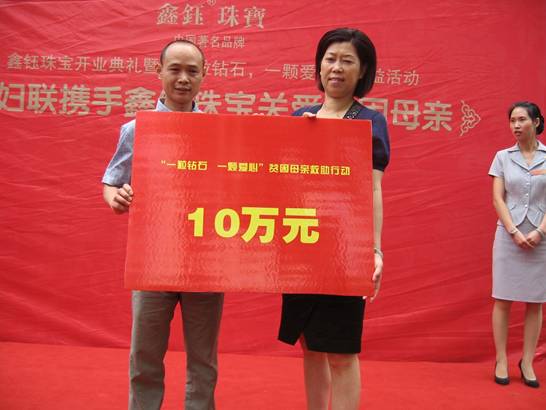 鑫鈺®珠寶
中国著名品牌
鑫钰珠宝开业典礼暨 钻石，一颗爱 益活动
妇联携手鑫 珠宝关爱 困母亲
“一粒钻石 一颗爱心”贫困母亲救助行动
10万元